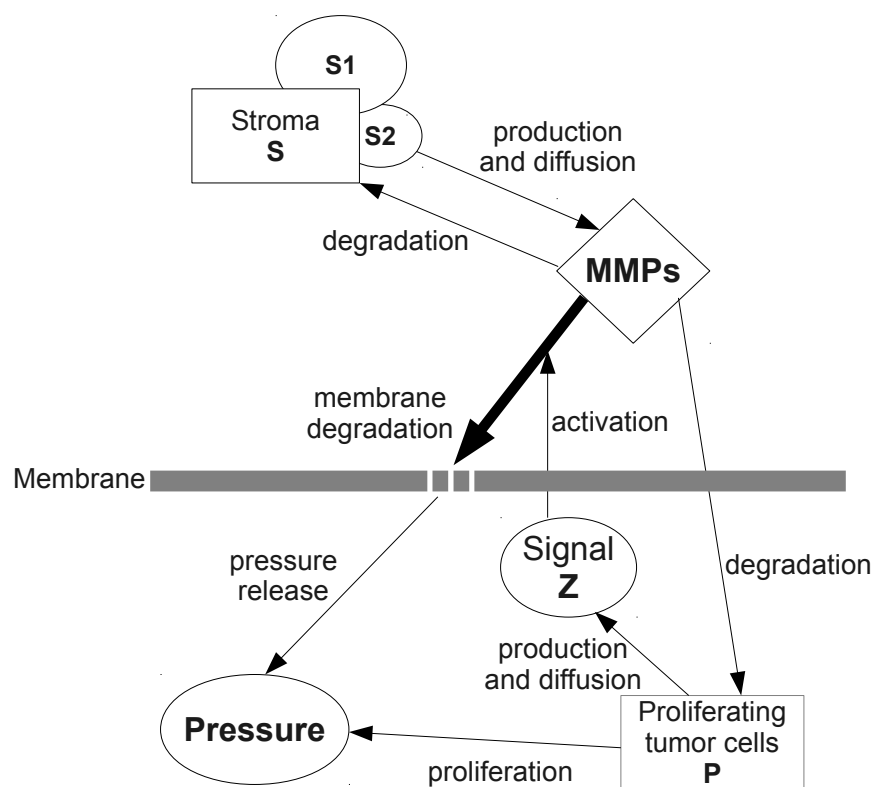 S1
Stroma
S
S2
production
and diffusion
degradation
MMPs
membrane
degradation
activation
Membrane
Signal
Z
pressure
release
degradation
production
and diffusion
Pressure
Proliferating
tumor cells
P
proliferation